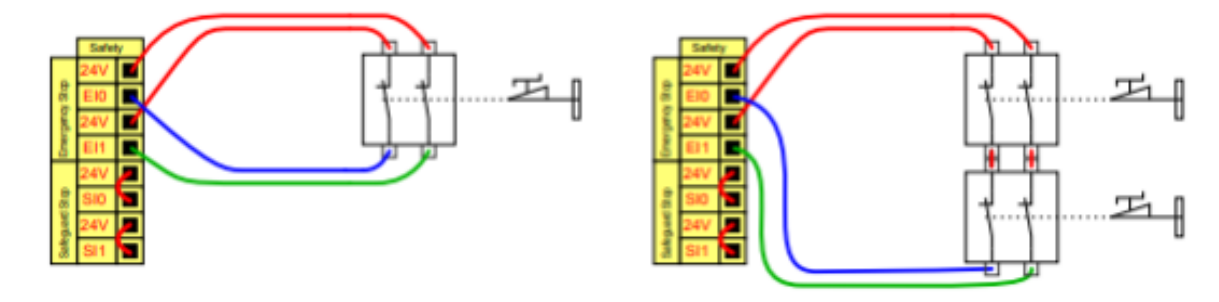 Safety
Emergency Stop
24V
EI0
24V
EI1
Safeguard Stop
24V
SI0
24V
SI1
Safety
Emergency Stop
24V
EI0
24V
EI1
Safeguard Stop
24V
SI0
24V
SI1